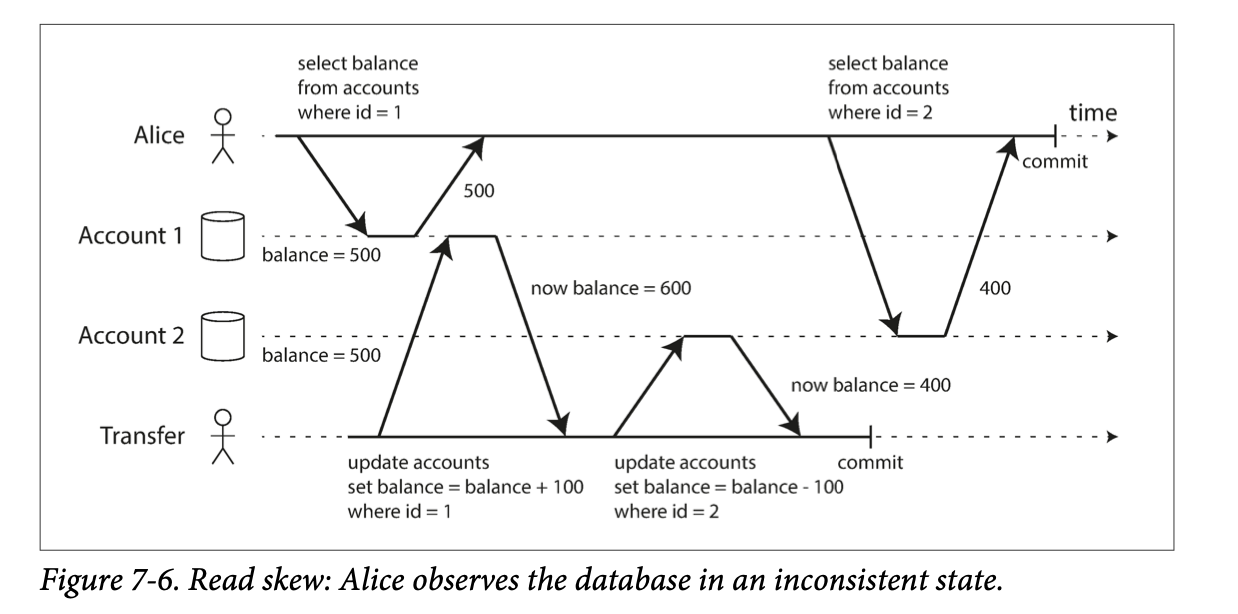 select balance
from accounts
where id = 1
select balance
from accounts
where id = 2
time
Alice
commit
500
Account 1
balance = 500
now balance = 600
400
Account 2
balance = 500
now balance = 400
Transfer
update accounts
set balance = balance + 100
where id = 1
update accounts
set balance = balance - 100
where id = 2
commit
Figure 7-6. Read skew: Alice observes the database in an inconsistent state.